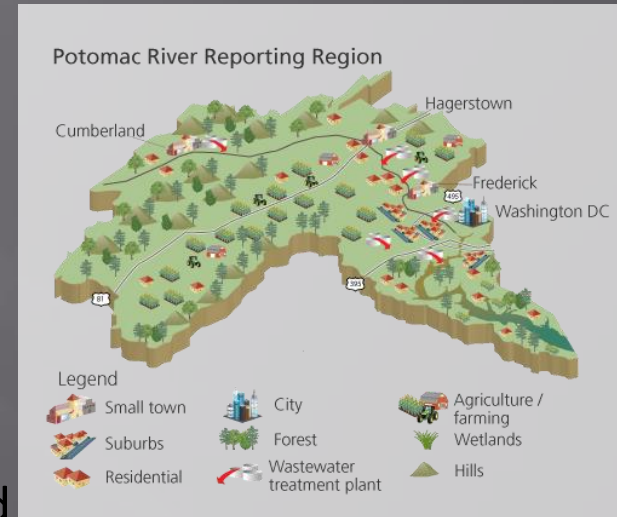 Potomac River Reporting Region
Hagerstown
Cumberland
Frederick
495
Washington DC
81
395
Legend
Small town
City
Agriculture /
farming
Suburbs
Forest
Wetlands
Residential
Wastewater
treatment plant
Hills